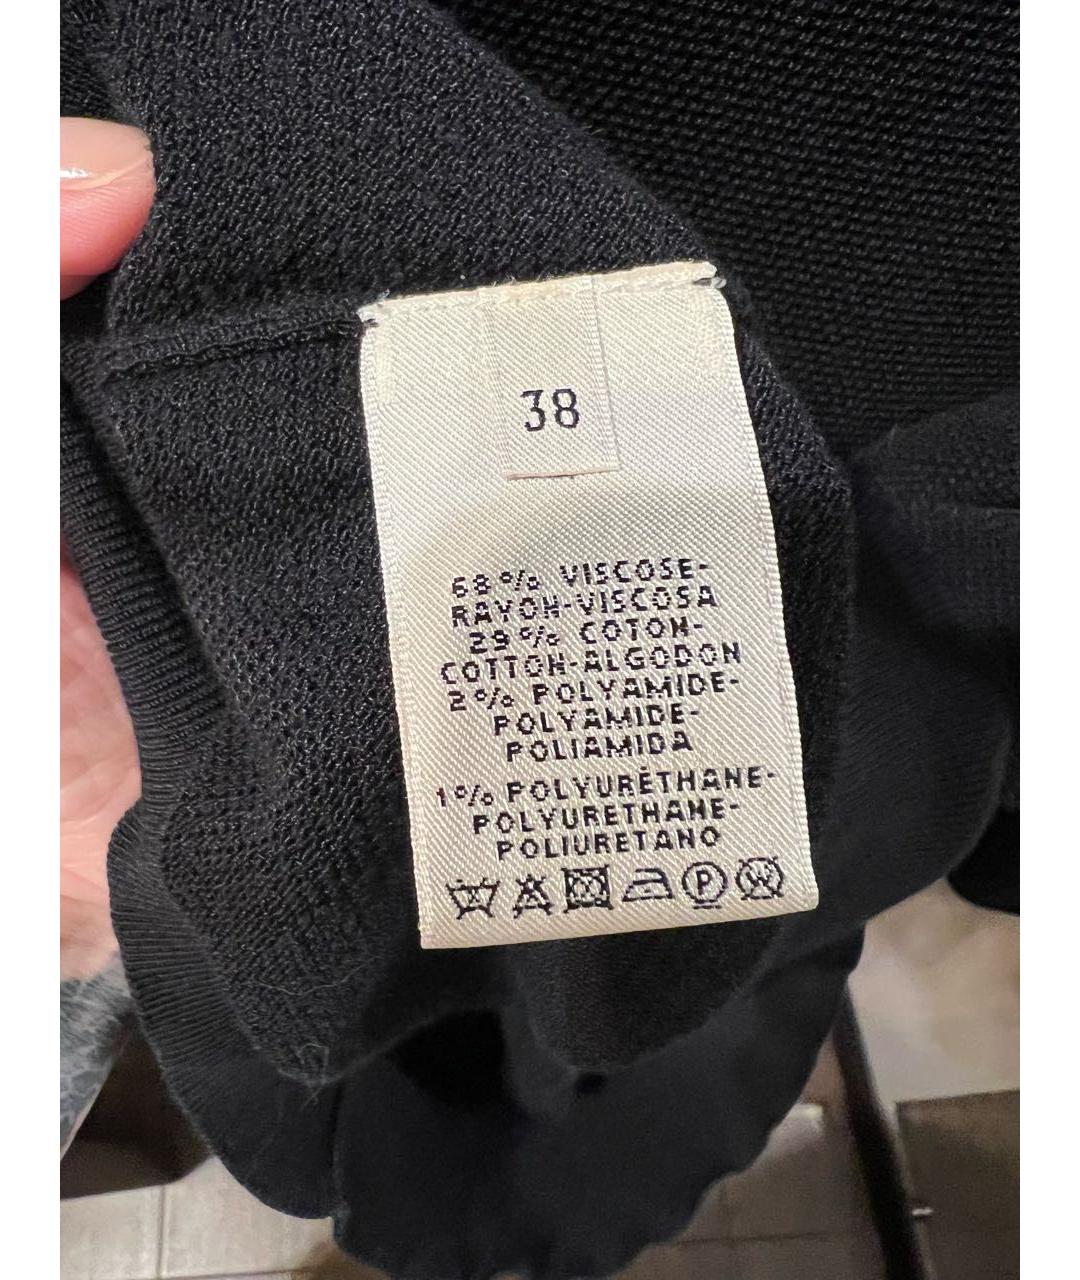 38
68% VISCOSE-
RAYON-VISCOSA
29% COTON-
COTTON-ALGODON
2% POLYAMIDE-
POLYAMIDE-
POLIAMIDA
1% POLYURÉTHANE-
POLYURETHANE-
POLIURETANO
P W